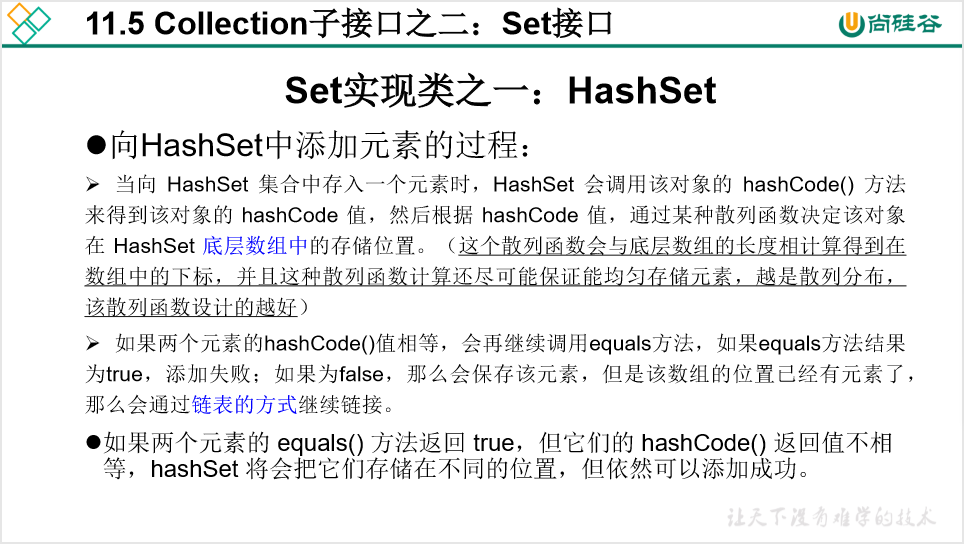 11.5 Collection子接口之二：Set接口
尚硅谷
Set实现类之一：HashSet
●向HashSet中添加元素的过程：
➢ 当向 HashSet 集合中存入一个元素时，HashSet 会调用该对象的 hashCode() 方法
来得到该对象的 hashCode 值，然后根据 hashCode 值，通过某种散列函数决定该对象
在 HashSet 底层数组中的存储位置。（这个散列函数会与底层数组的长度相计算得到在
数组中的下标，并且这种散列函数计算还尽可能保证能均匀存储元素，越是散列分布，
该散列函数设计的越好）
➢ 如果两个元素的hashCode()值相等，会再继续调用equals方法，如果equals方法结果
为true，添加失败；如果为false，那么会保存该元素，但是该数组的位置已经有元素了，
那么会通过链表的方式继续链接。
●如果两个元素的 equals() 方法返回 true，但它们的 hashCode() 返回值不相
等，hashSet 将会把它们存储在不同的位置，但依然可以添加成功。
让天下没有难学的技术